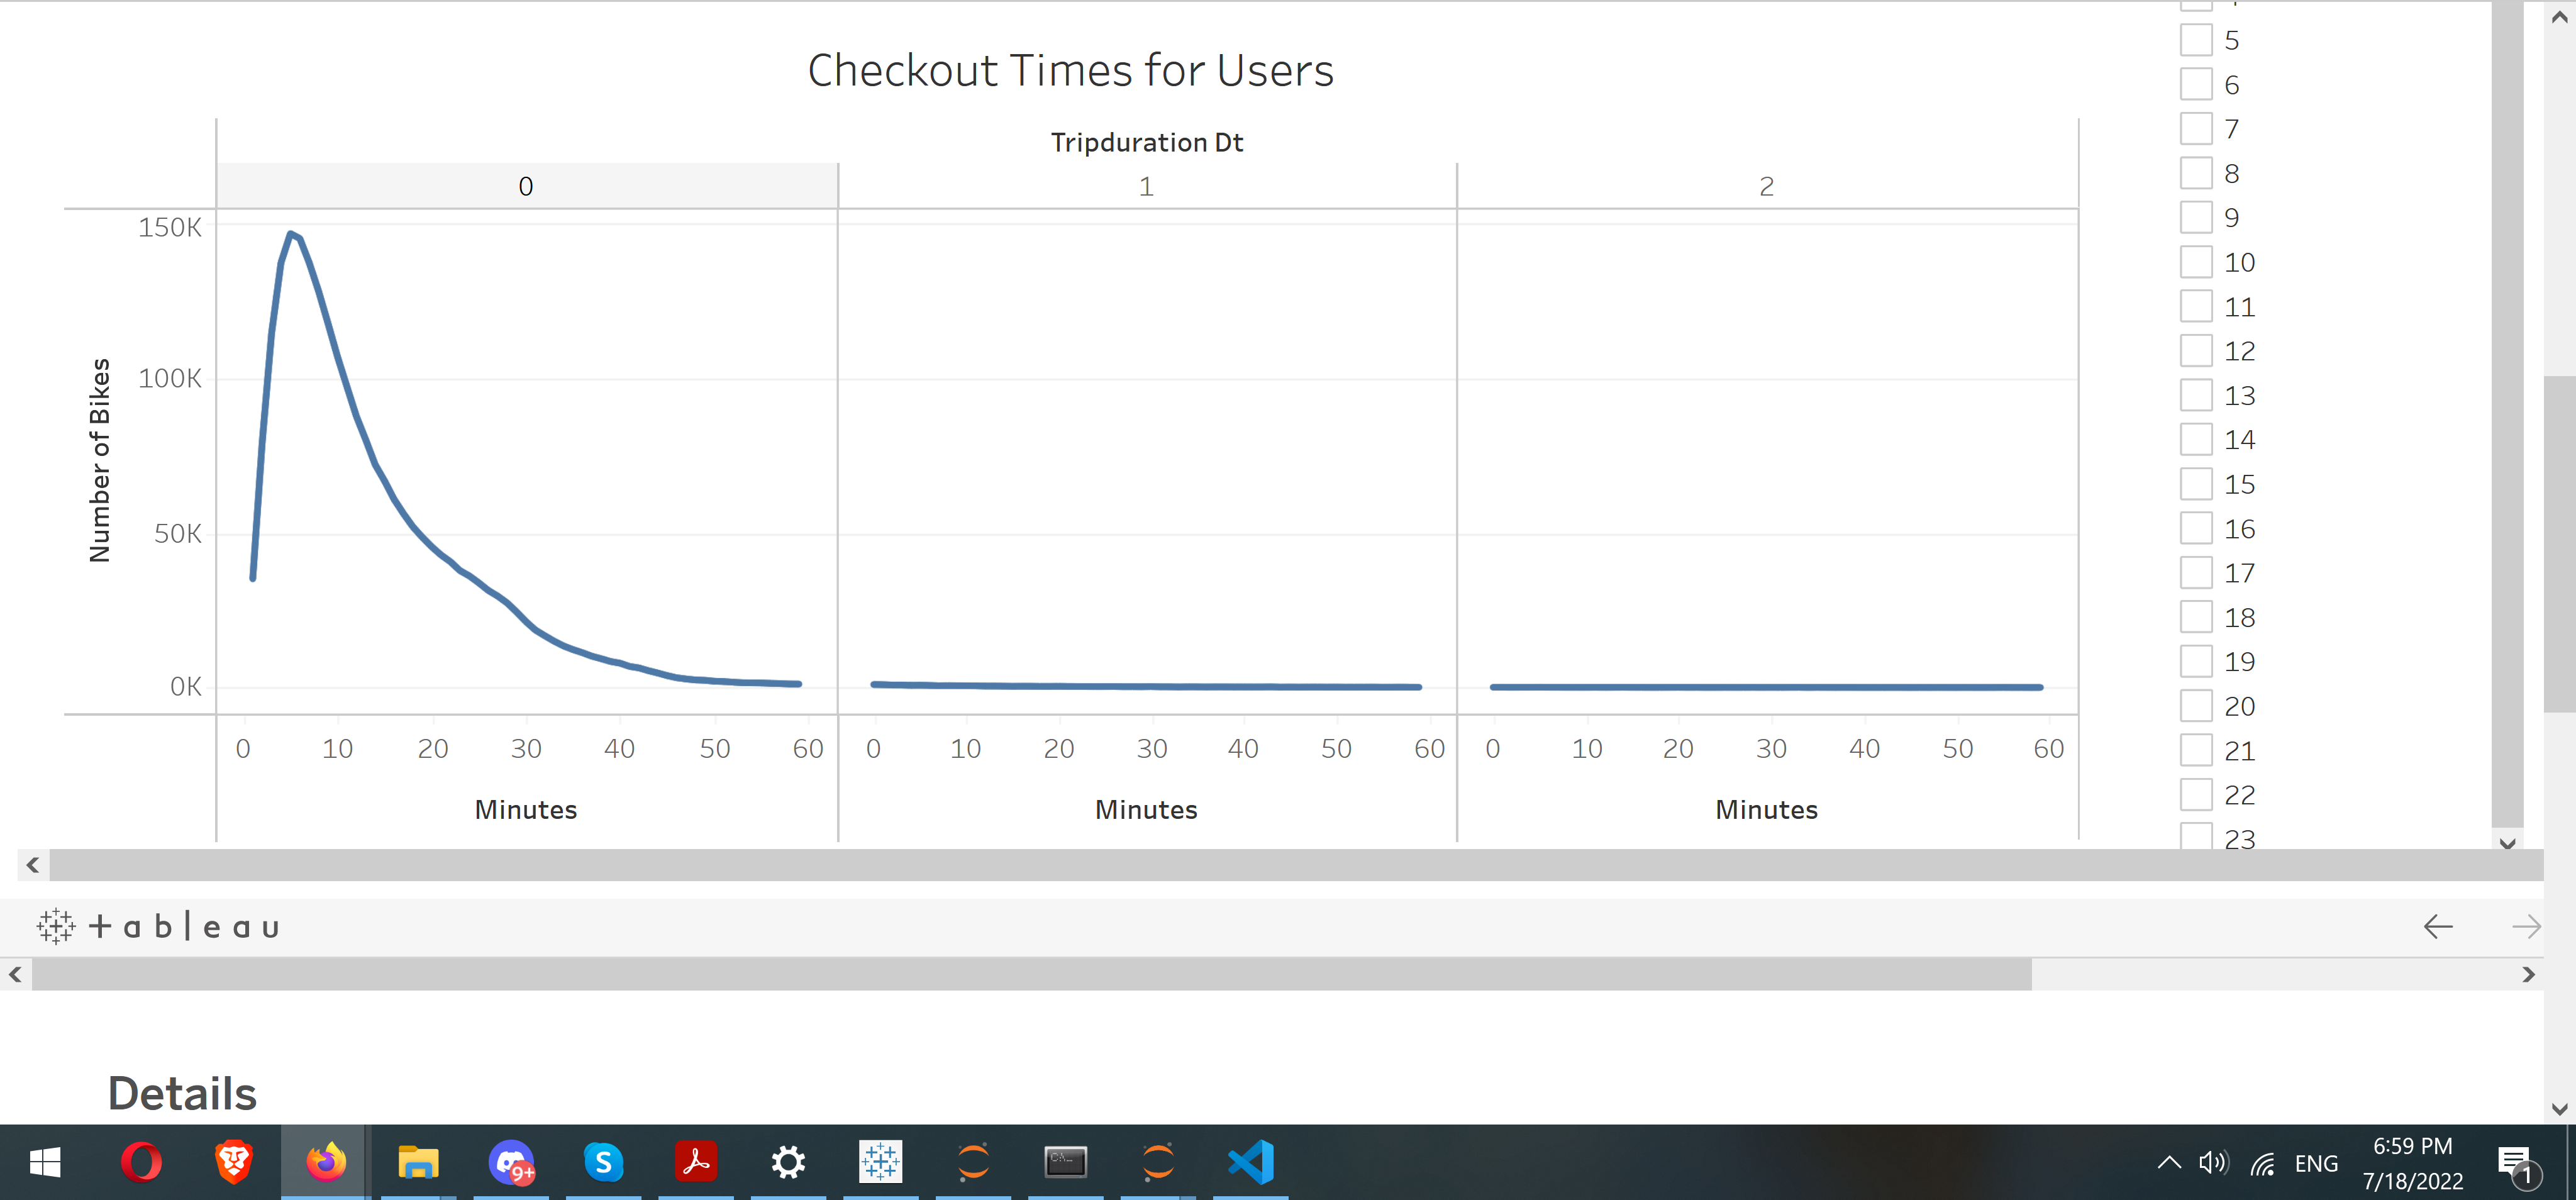 Checkout Times for Users
Tripduration Dt
0 1 2
Number of Bikes
150K
100K
50K
0K
0 10 20 30 40 50 60 0 10 20 30 40 50 60 0 10 20 30 40 50 60
Minutes Minutes Minutes
5
6
7
8
9
10
11
12
13
14
15
16
17
18
19
20
21
22
23
+ a b l e a u
Details
9+
S
C:\_
ENG
6:59 PM
7/18/2022
1